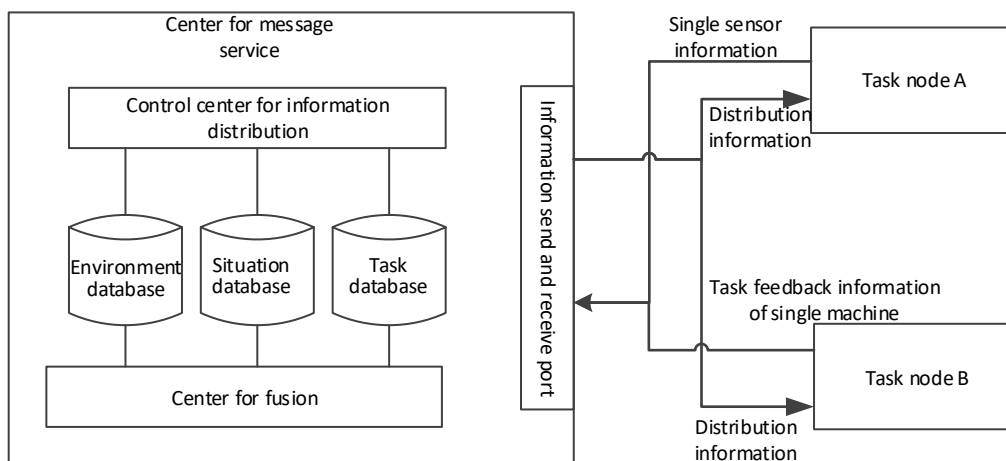 Center for message
service
Control center for information
distribution
Environment
database
Situation
database
Task
database
Center for fusion
Information send and receive port
Single sensor
information
Task node A
Distribution
information
Task feedback information
of single machine
Task node B
Distribution
information